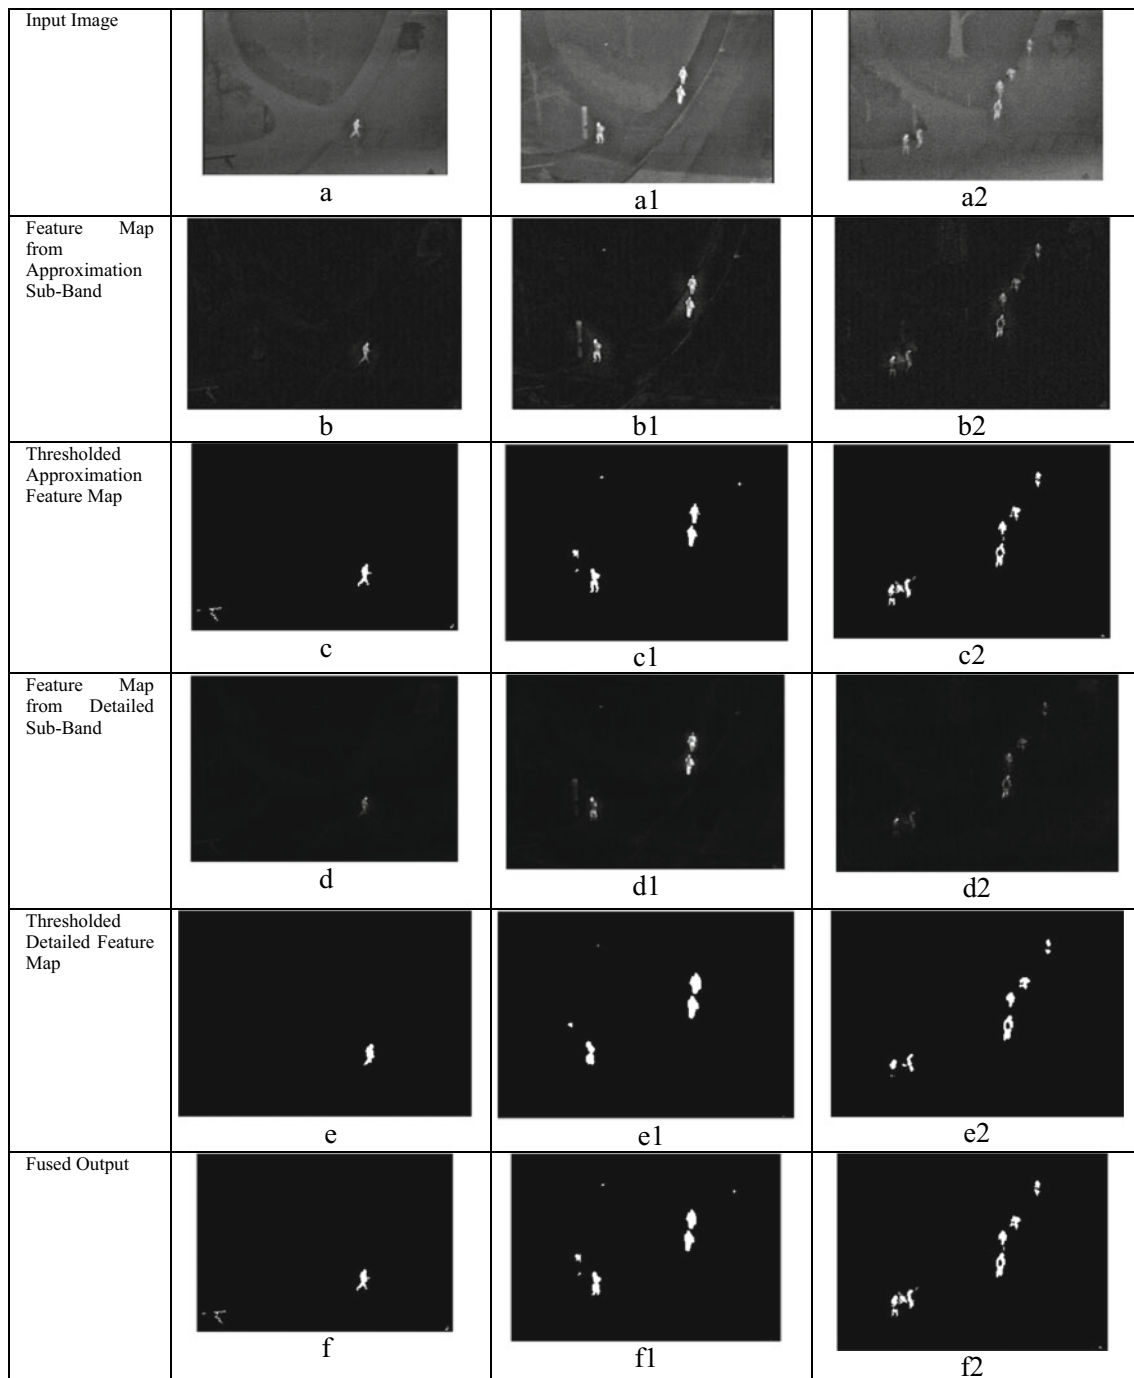 Input Image
a
a1
a2
Feature Map
from
Approximation
Sub-Band
b
b1
b2
Thresholded
Approximation
Feature Map
c
c1
c2
Feature Map
from Detailed
Sub-Band
d
d1
d2
Thresholded
Detailed Feature
Map
e
e1
e2
Fused Output
f
f1
f2